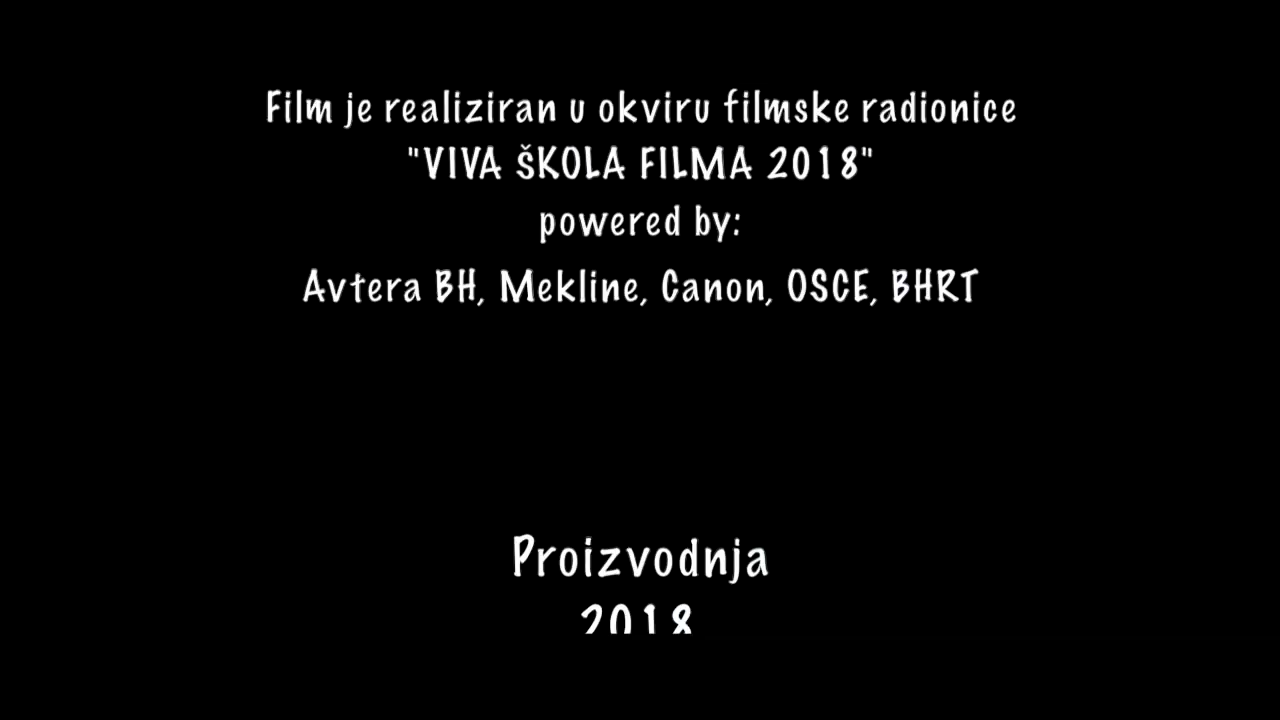 Film je realiziran u okviru filmske radionice
"VIVA ŠKOLA FILMA 2018"
powered by:
Avtera BH, Mekline, Canon, OSCE, BHRT
Proizvodnja
2018